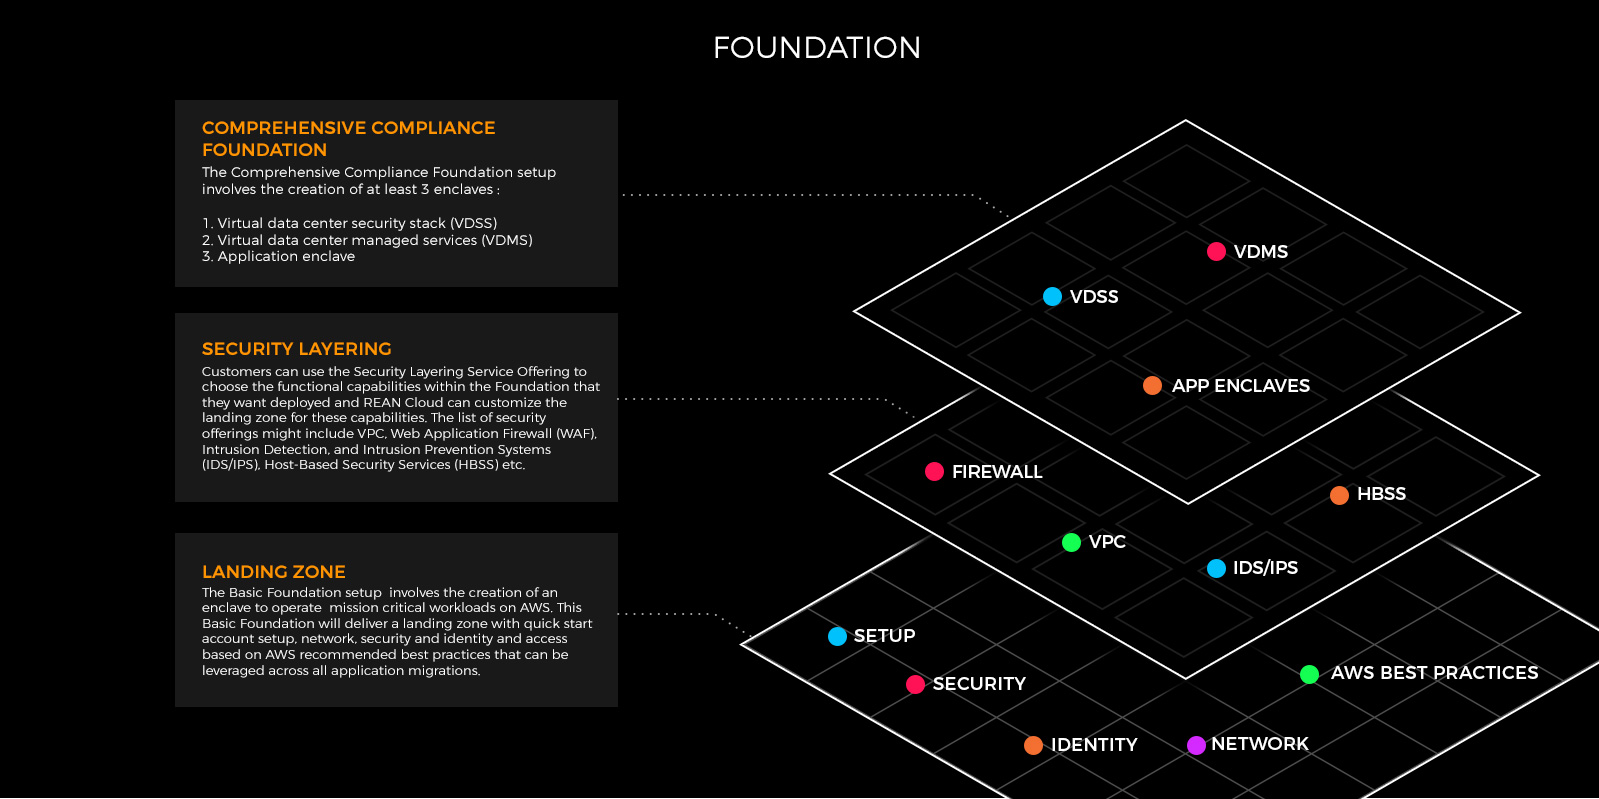 FOUNDATION
COMPREHENSIVE COMPLIANCE
FOUNDATION
The Comprehensive Compliance Foundation setup
involves the creation of at least 3 enclaves :
1. Virtual data center security stack (VDSS)
2. Virtual data center managed services (VDMS)
3. Application enclave
SECURITY LAYERING
Customers can use the Security Layering Service Offering to
choose the functional capabilities within the Foundation that
they want deployed and REAN Cloud can customize the
landing zone for these capabilities. The list of security
offerings might include VPC, Web Application Firewall (WAF),
Intrusion Detection, and Intrusion Prevention Systems
(IDS/IPS), Host-Based Security Services (HBSS) etc.
LANDING ZONE
The Basic Foundation setup  involves the creation of an
enclave to operate  mission critical workloads on AWS. This
Basic Foundation will deliver a landing zone with quick start
account setup, network, security and identity and access
based on AWS recommended best practices that can be
leveraged across all application migrations.
VDMS
VDSS
APP ENCLAVES
FIREWALL
HBSS
VPC
IDS/IPS
SETUP
SECURITY
AWS BEST PRACTICES
IDENTITY
NETWORK